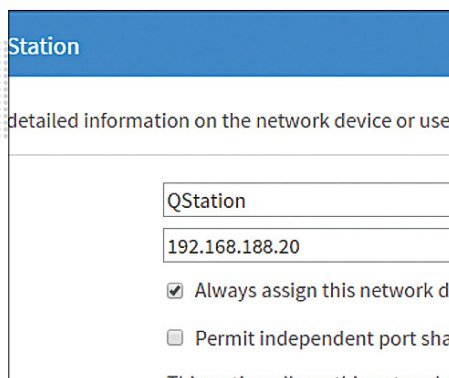 Station
detailed information on the network device or use
QStation
192.168.188.20
Always assign this network d
Permit independent port sha